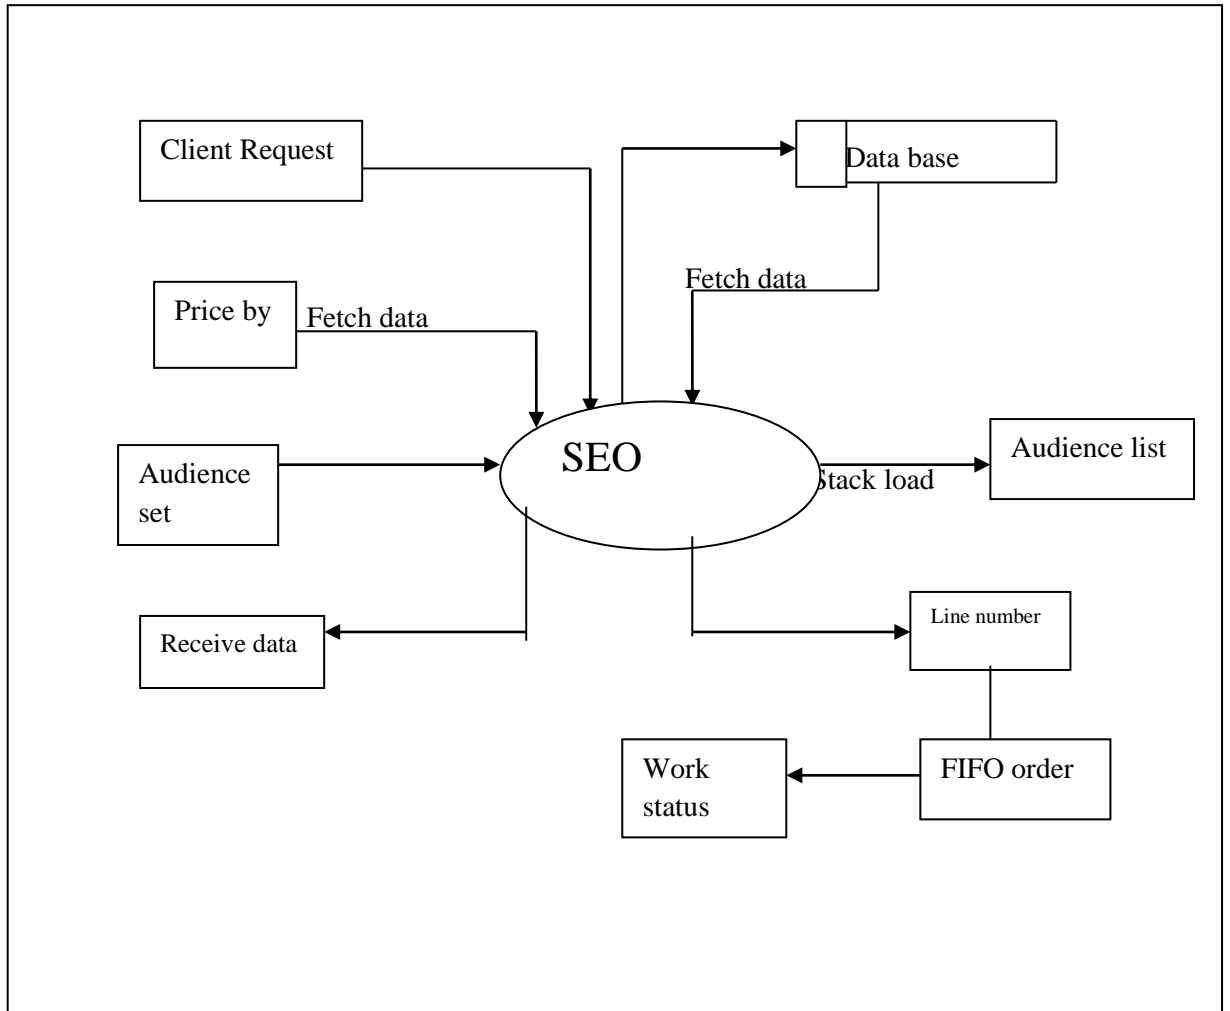 Client Request
Data base
Fetch data
Price by
Fetch data
SEO
Audience list
Audience
set
Stack load
Line number
Receive data
Work
status
FIFO order